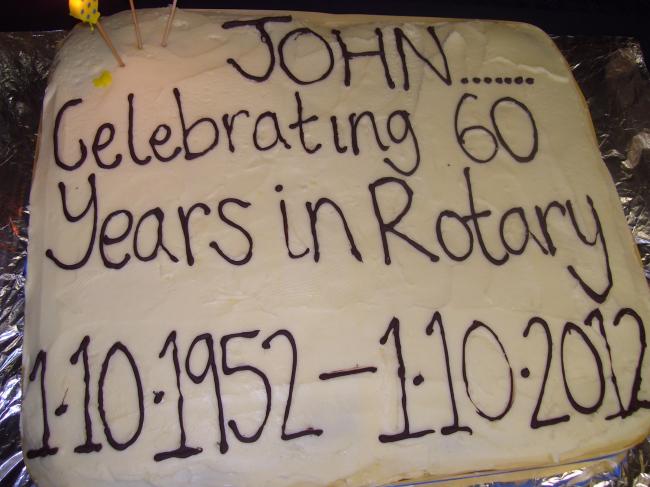 JOHN.......
Celebrating 60
Years in Rotary
1.10.1952-1.10.2012